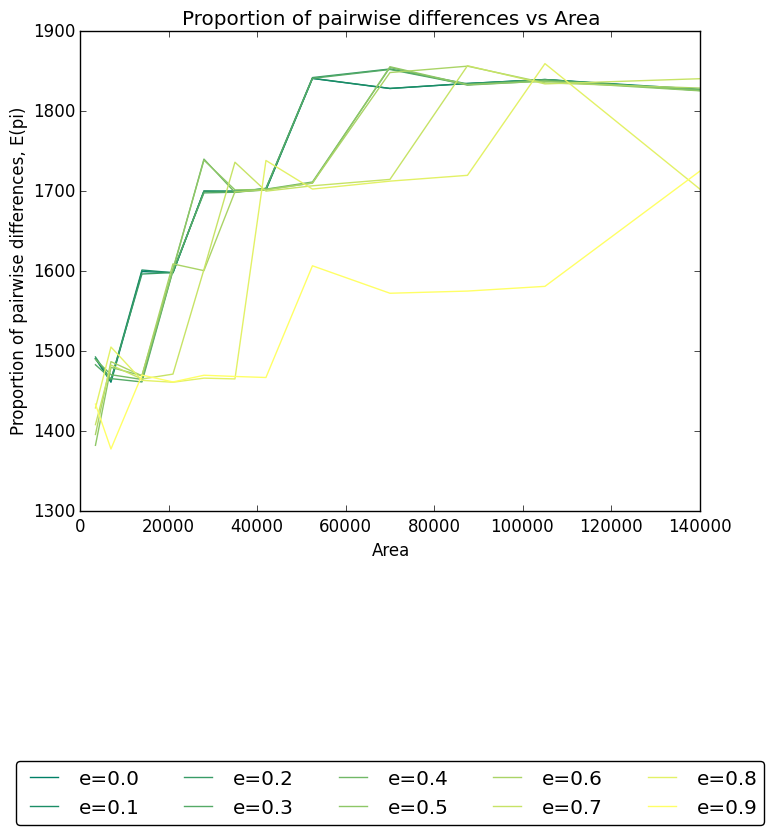 Proportion of pairwise differences vs Area
Proportion of pairwise differences, E(pi)
1900
1800
1700
1600
1500
1400
1300
0 20000 40000 60000 80000 100000 120000 140000
Area
e=0.0 e=0.2 e=0.4 e=0.6 e=0.8
e=0.1 e=0.3 e=0.5 e=0.7 e=0.9